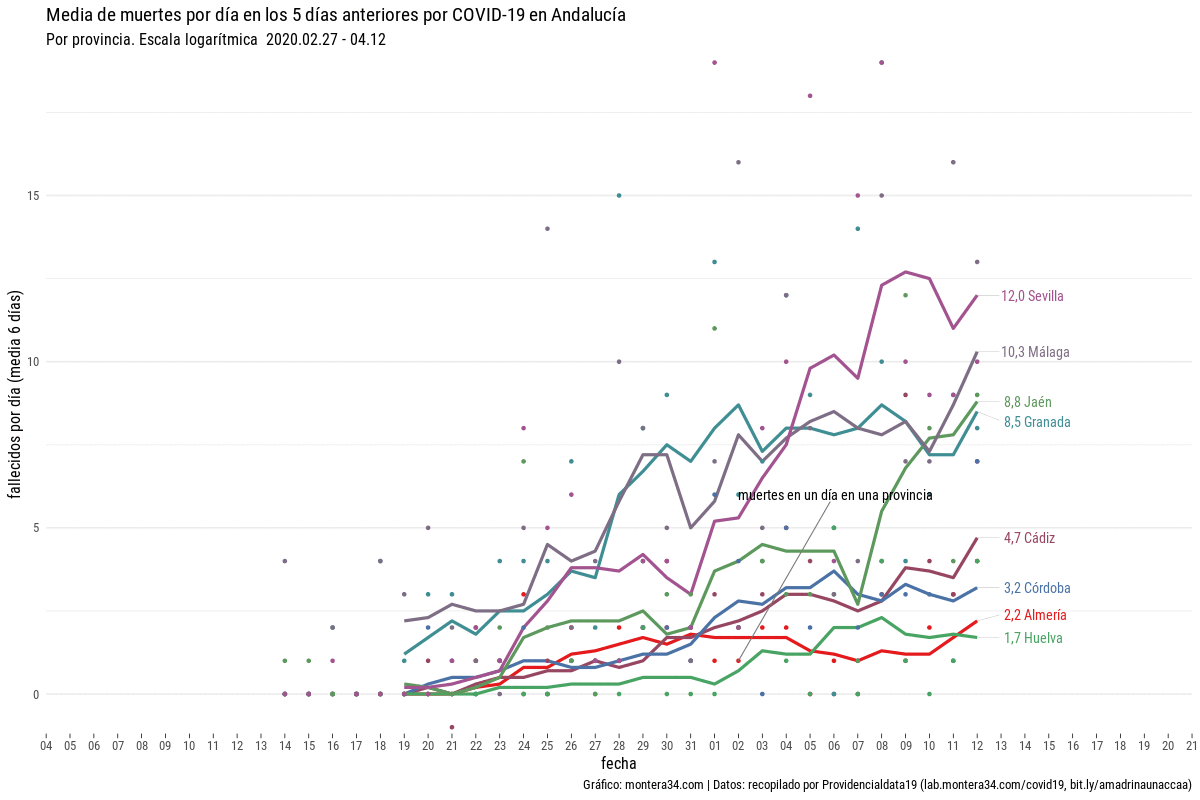 Media de muertes por día en los 5 días anteriores por COVID-19 en Andalucía
Por provincia. Escala logarítmica 2020.02.27 - 04.12
fallecidos por día (media 6 días)
15
10
5
0
12,0 Sevilla
10,3 Málaga
8,8 Jaén
8,5 Granada
muertes en un día en una provincia
4,7 Cádiz
3,2 Córdoba
2,2 Almería
1,7 Huelva
04 05 06 07 08 09 10 11 12 13 14 15 16 17 18 19 20 21 22 23 24 25 26 27 28 29 30 31 01 02 03 04 05 06 07 08 09 10 11 12 13 14 15 16 17 18 19 20 21
fecha
Gráfico: montera34.com | Datos: recopilado por Providencialdata19 (lab.montera34.com/covid19, bit.ly/amadrinaunaccaa)